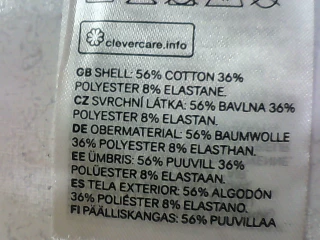 clevercare.info
GB SHELL: 56% COTTON 36%
POLYESTER 8% ELASTANE.
CZ SVRCHNÍ LÁTKA: 56% BAVLNA 36%
POLYESTER 8% ELASTAN.
DE OBERMATERIAL: 56% BAUMWOLLE
36% POLYESTER 8% ELASTHAN.
EE ÜMBRIS: 56% PUUVILL 36%
POLÜESTER 8% ELASTAAN.
ES TELA EXTERIOR: 56% ALGODÓN
36% POLIÉSTER 8% ELASTANO.
FI PÄÄLLISKANGAS: 56% PUUVILLAA